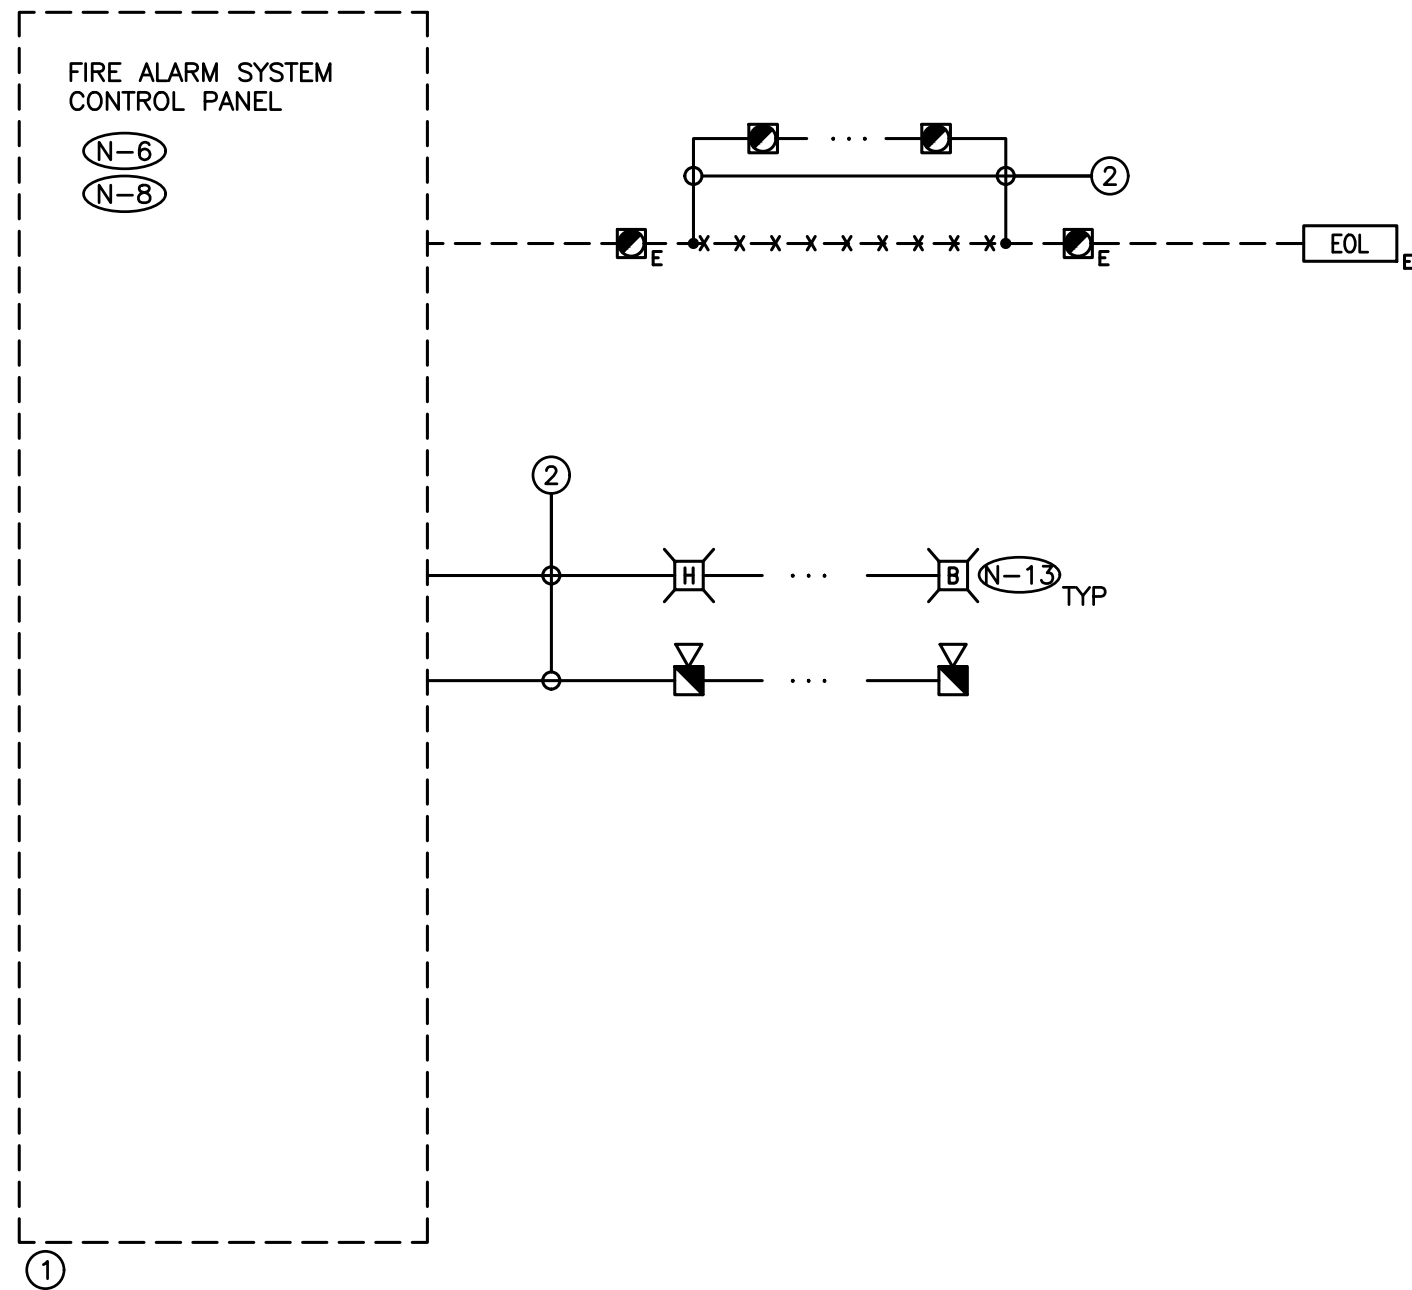 FIRE ALARM SYSTEM
CONTROL PANEL
N-6
N-8
2
E
E
EOL
E
2
H
. . .
B
N-13
TYP
. . .
1